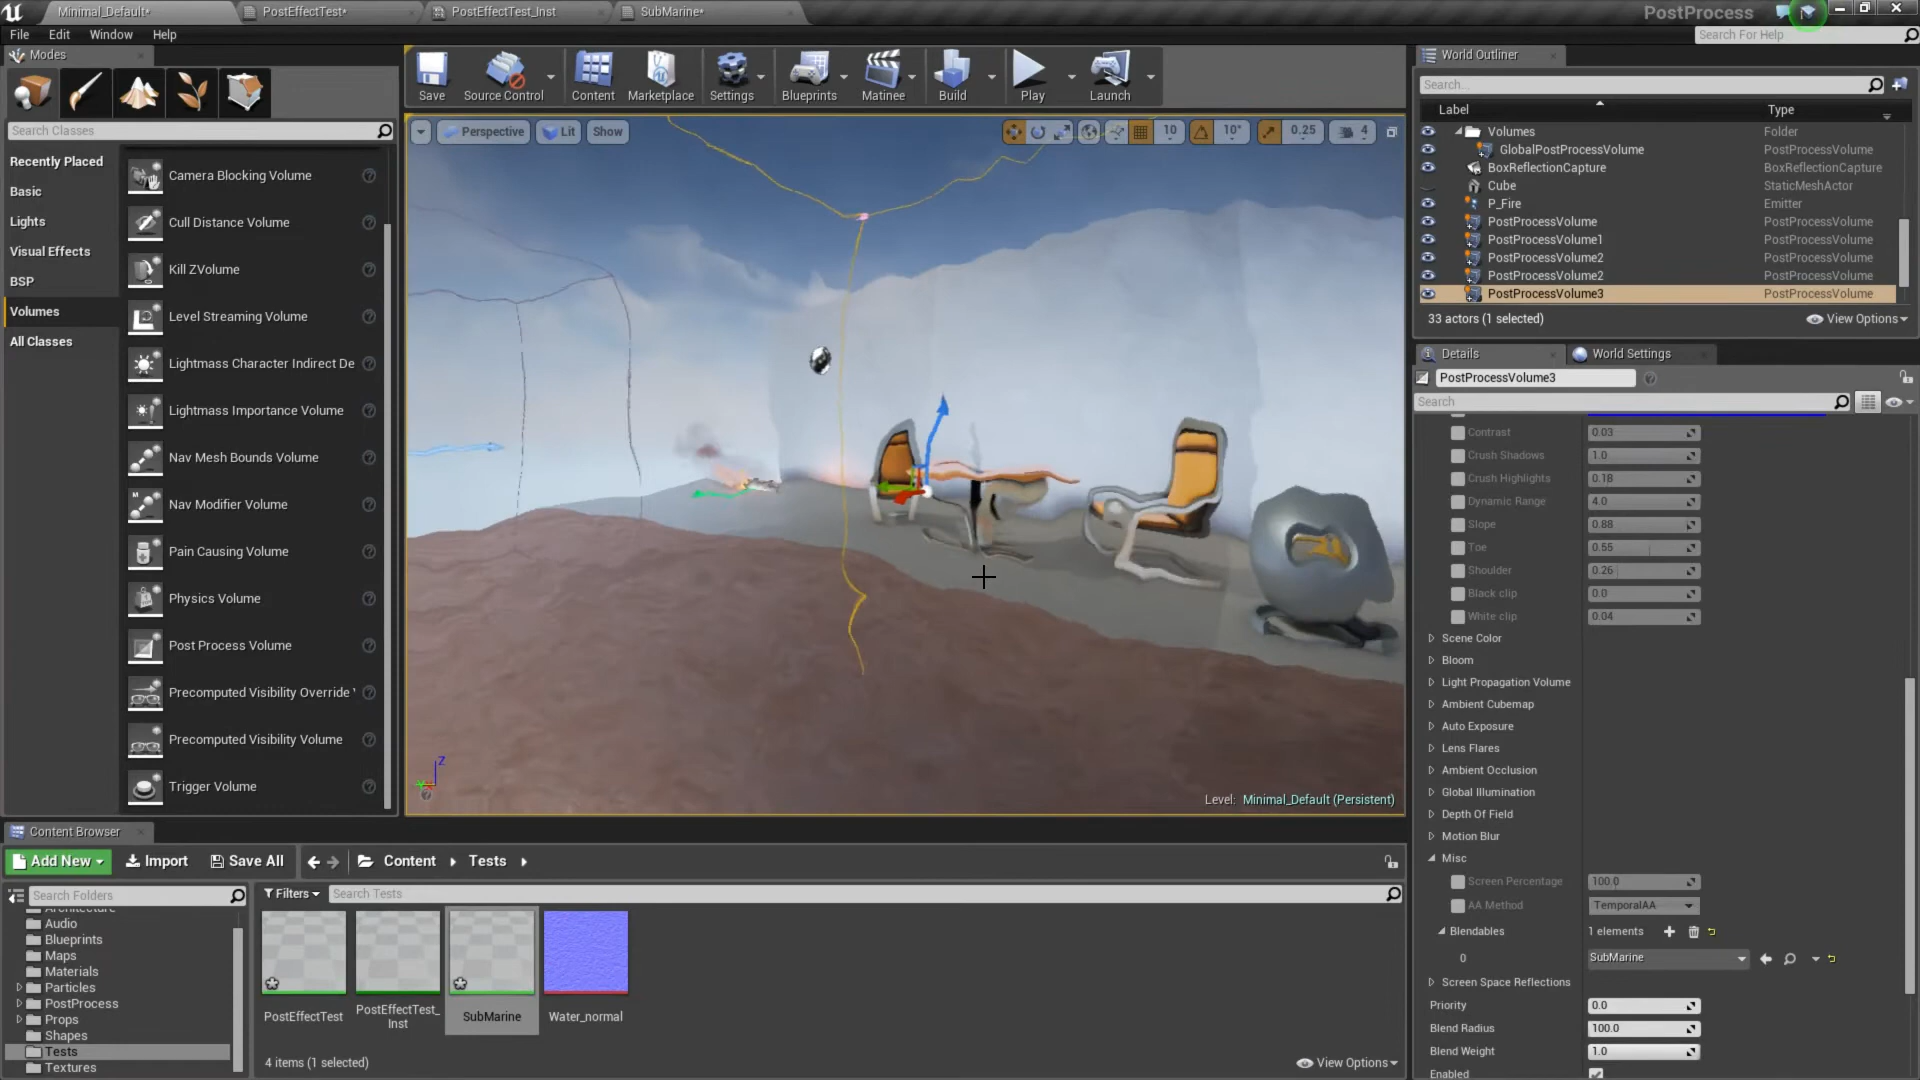 Minimal_Default*
PostEffectTest*
PostEffectTest_Inst
SubMarine*
PostProcess
File Edit Window Help
Search For Help
Modes
Search Classes
Recently Placed
Basic
Lights
Visual Effects
BSP
Volumes
All Classes
Camera Blocking Volume
Cull Distance Volume
Kill ZVolume
Level Streaming Volume
Lightmass Character Indirect De
Lightmass Importance Volume
Nav Mesh Bounds Volume
Nav Modifier Volume
Pain Causing Volume
Physics Volume
Post Process Volume
Precomputed Visibility Override
Precomputed Visibility Volume
Trigger Volume
Save
Source Control
Content
Marketplace
Settings
Blueprints
Matinee
Build
Play
Launch
Perspective Lit Show
10 10° 0.25 4
Z
Level: Minimal_Default (Persistent)
World Outliner
Search...
Label Type
Volumes Folder
GlobalPostProcessVolume PostProcessVolume
BoxReflectionCapture BoxReflectionCapture
Cube StaticMeshActor
P_Fire Emitter
PostProcessVolume PostProcessVolume
PostProcessVolume1 PostProcessVolume
PostProcessVolume2 PostProcessVolume
PostProcessVolume2 PostProcessVolume
PostProcessVolume3 PostProcessVolume
33 actors (1 selected) View Options
Details
World Settings
PostProcessVolume3
Search
Contrast 0.03
Crush Shadows 1.0
Crush Highlights 0.18
Dynamic Range 4.0
Slope 0.88
Toe 0.55
Shoulder 0.26
Black clip 0.0
White clip 0.04
Scene Color
Bloom
Light Propagation Volume
Ambient Cubemap
Auto Exposure
Lens Flares
Ambient Occlusion
Global Illumination
Depth Of Field
Motion Blur
Misc
Screen Percentage 100.0
AA Method TemporalAA
Blendables 1 elements
0 SubMarine
Screen Space Reflections
Priority 0.0
Blend Radius 100.0
Blend Weight 1.0
Enabled
Content Browser
Add New Import Save All Content Tests
Search Folders
Filters
Search Tests
Architecture
Audio
Blueprints
Maps
Materials
Particles
PostProcess
Props
Shapes
Tests
Textures
PostEffectTest
PostEffectTest_
Inst
SubMarine
Water_normal
4 items (1 selected)
View Options